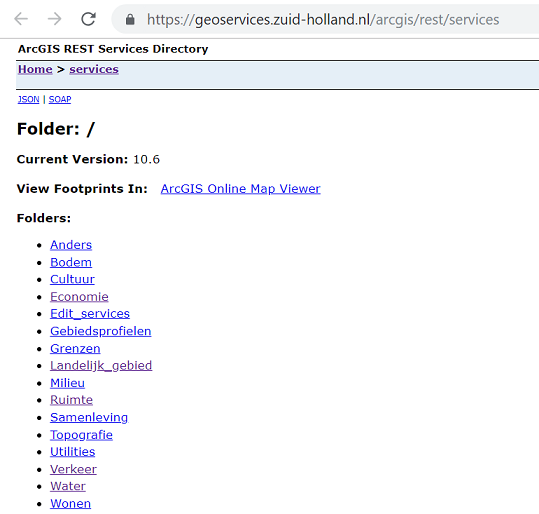 https://geoservices.zuid-holland.nl/arcgis/rest/services
ArcGIS REST Services Directory
Home > services
JSON | SOAP
Folder: /
Current Version: 10.6
View Footprints In: ArcGIS Online Map Viewer
Folders:
• Anders
• Bodem
• Cultuur
• Economie
• Edit_services
• Gebiedsprofielen
• Grenzen
• Landelijk_gebied
• Milieu
• Ruimte
• Samenleving
• Topografie
• Utilities
• Verkeer
• Water
• Wonen